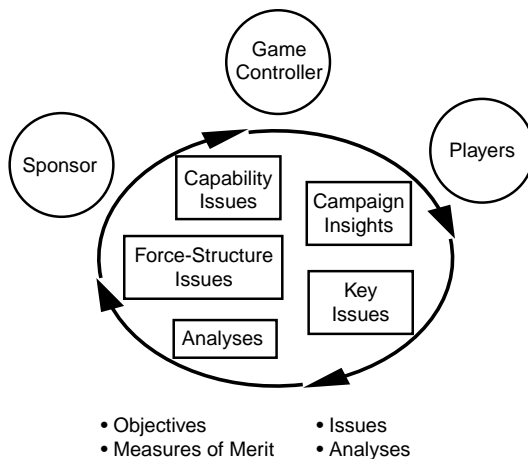 Game
Controller
Sponsor
Players
Capability
Issues
Campaign
Insights
Force-Structure
Issues
Key
Issues
Analyses
• Objectives
• Measures of Merit
• Issues
• Analyses